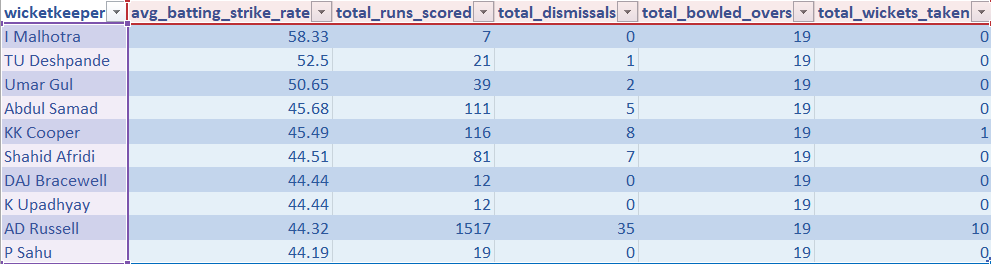 wicketkeeper avg_batting_strike_rate total_runs_scored total_dismissals total_bowled_overs total_wickets_taken
I Malhotra 58.33 7 0 19 0
TU Deshpande 52.5 21 1 19 0
Umar Gul 50.65 39 2 19 0
Abdul Samad 45.68 111 5 19 0
KK Cooper 45.49 116 8 19 1
Shahid Afridi 44.51 81 7 19 0
DAJ Bracewell 44.44 12 0 19 0
K Upadhyay 44.44 12 0 19 0
AD Russell 44.32 1517 35 19 10
P Sahu 44.19 19 0 19 0